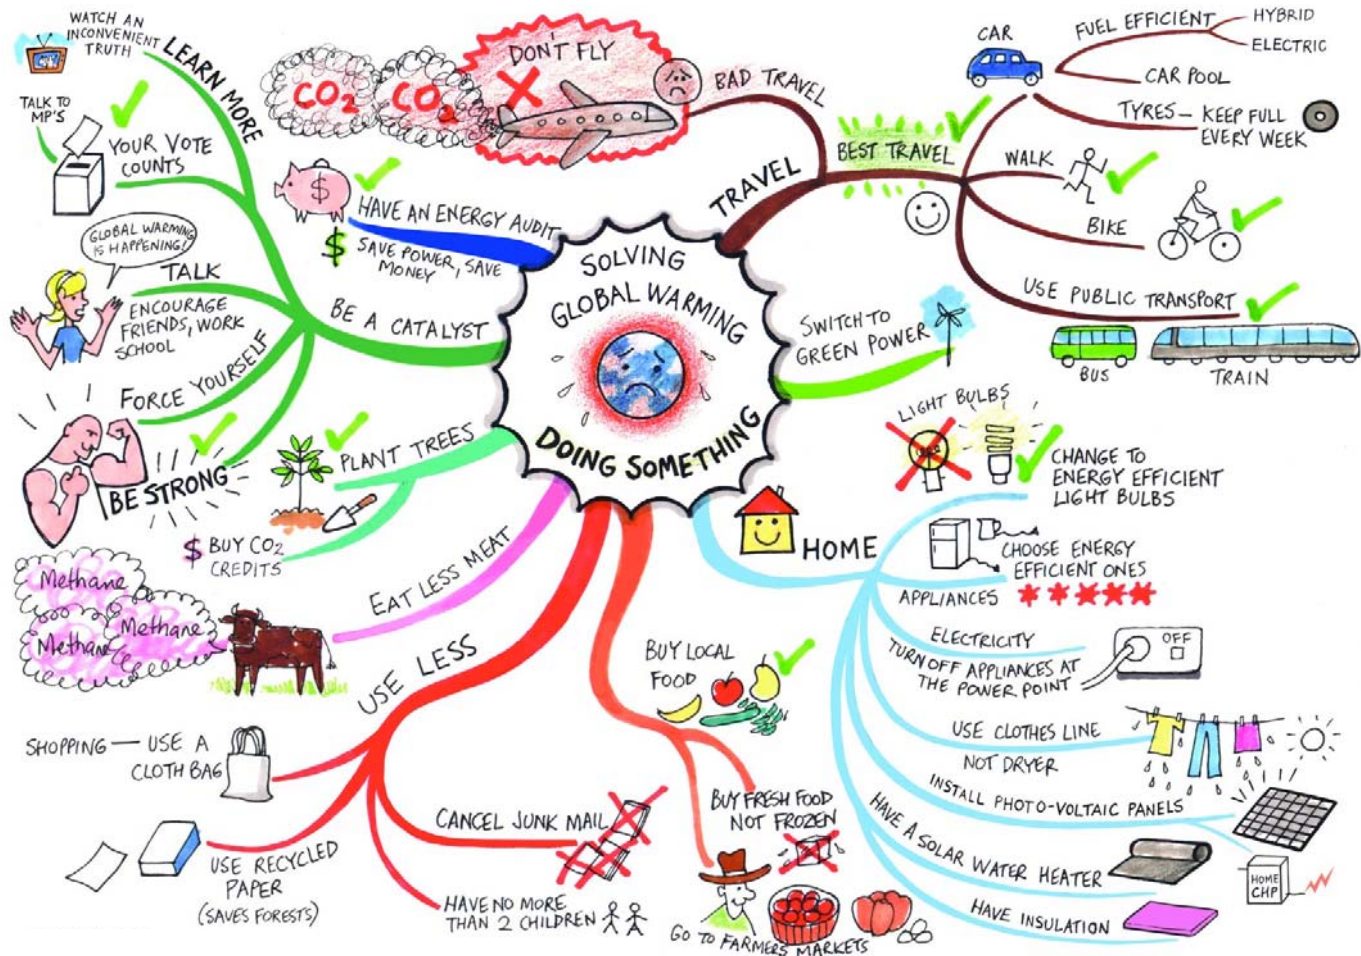 SOLVING
GLOBAL WARMING
DOING SOMETHING
TRAVEL
BAD TRAVEL
DON'T FLY
CO2
CO2
BEST TRAVEL
CAR
FUEL EFFICIENT
HYBRID
ELECTRIC
CAR POOL
TYRES – KEEP FULL
EVERY WEEK
WALK
BIKE
USE PUBLIC TRANSPORT
BUS
TRAIN
SWITCH TO
GREEN POWER
HOME
LIGHT BULBS
CHANGE TO
ENERGY EFFICIENT
LIGHT BULBS
CHOOSE ENERGY
EFFICIENT ONES
APPLIANCES
ELECTRICITY
TURN OFF APPLIANCES AT
THE POWER POINT
OFF
USE CLOTHES LINE
NOT DRYER
INSTALL PHOTO-VOLTAIC PANELS
HOME
CHP
HAVE A SOLAR WATER HEATER
HAVE INSULATION
BUY LOCAL
FOOD
BUY FRESH FOOD
NOT FROZEN
GO TO FARMERS MARKETS
USE LESS
SHOPPING — USE A
CLOTH BAG
USE RECYCLED
PAPER
(SAVES FORESTS)
CANCEL JUNK MAIL
HAVE NO MORE
THAN 2 CHILDREN
EAT LESS MEAT
Methane
Methane
Methane
PLANT TREES
$ BUY CO2
CREDITS
BE A CATALYST
LEARN MORE
WATCH AN
INCONVENIENT
TRUTH
YOUR VOTE
COUNTS
TALK TO
MP'S
TALK
GLOBAL WARMING
IS HAPPENING!
ENCOURAGE
FRIENDS, WORK
SCHOOL
FORCE YOURSELF
BE STRONG
HAVE AN ENERGY AUDIT
$
$
SAVE POWER, SAVE
MONEY